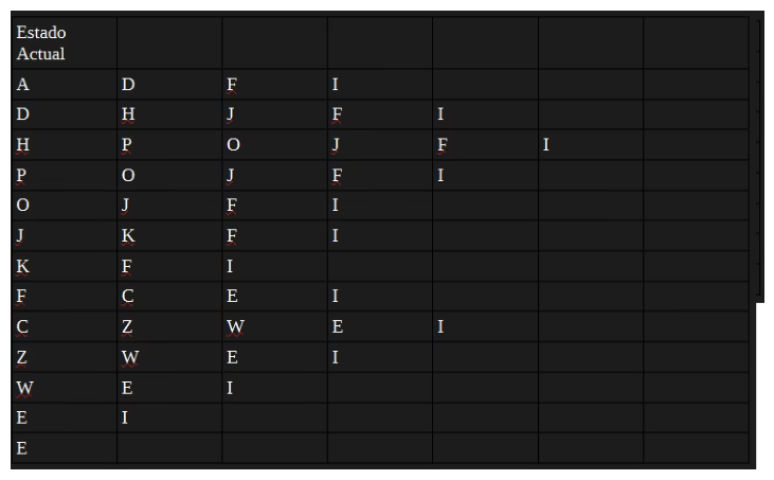 Estado
Actual
A D F I
D H J F I
H P O J F I
P O J F I
O J F I
J K F I
K F I
F C E I
C Z W E I
Z W E I
W E I
E I
E